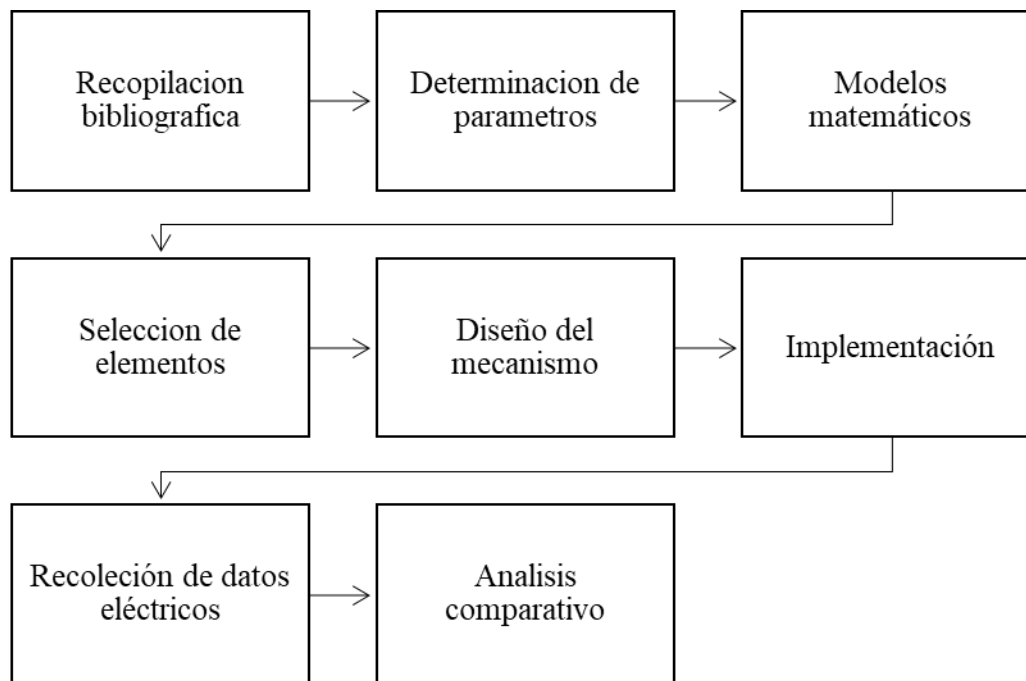 Recopilacion
bibliografica
Determinacion de
parametros
Modelos
matemáticos
Seleccion de
elementos
Diseño del
mecanismo
Implementación
Recoleción de datos
eléctricos
Analisis
comparativo